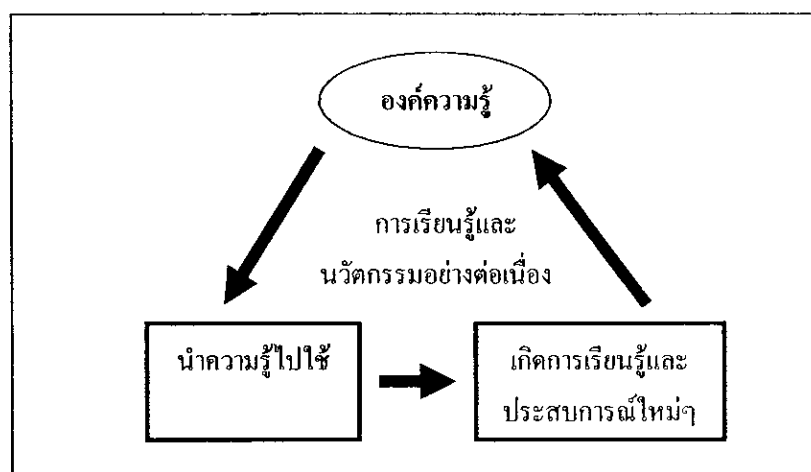 องค์ความรู้
การเรียนรู้และ
นวัตกรรมอย่างต่อเนื่อง
นำความรู้ไปใช้
เกิดการเรียนรู้และ
ประสบการณ์ใหม่ๆ